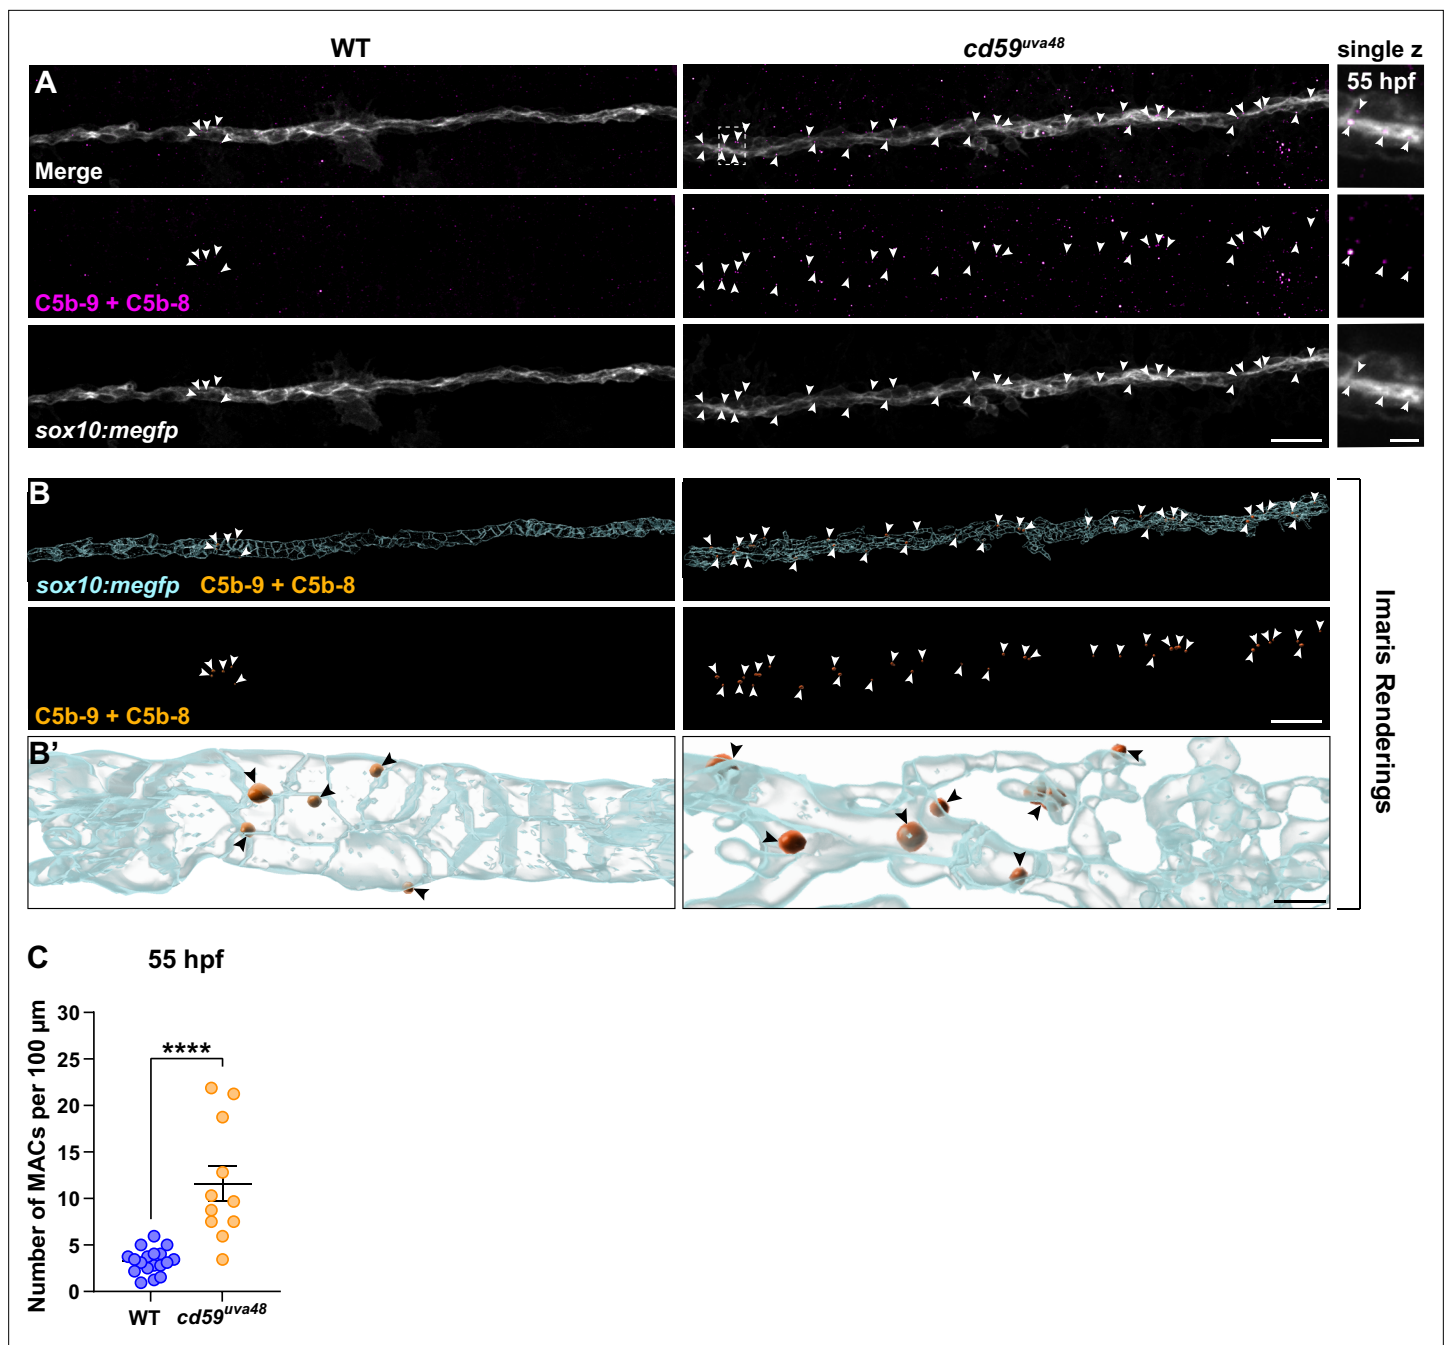 WT
cd59uva48
single z
A
55 hpf
Merge
C5b-9 + C5b-8
sox10:megfp
B
sox10:megfp C5b-9 + C5b-8
C5b-9 + C5b-8
B'
Imaris Renderings
C
55 hpf
Number of MACs per 100 µm
30
25
20
15
10
5
0
****
WT
cd59uva48